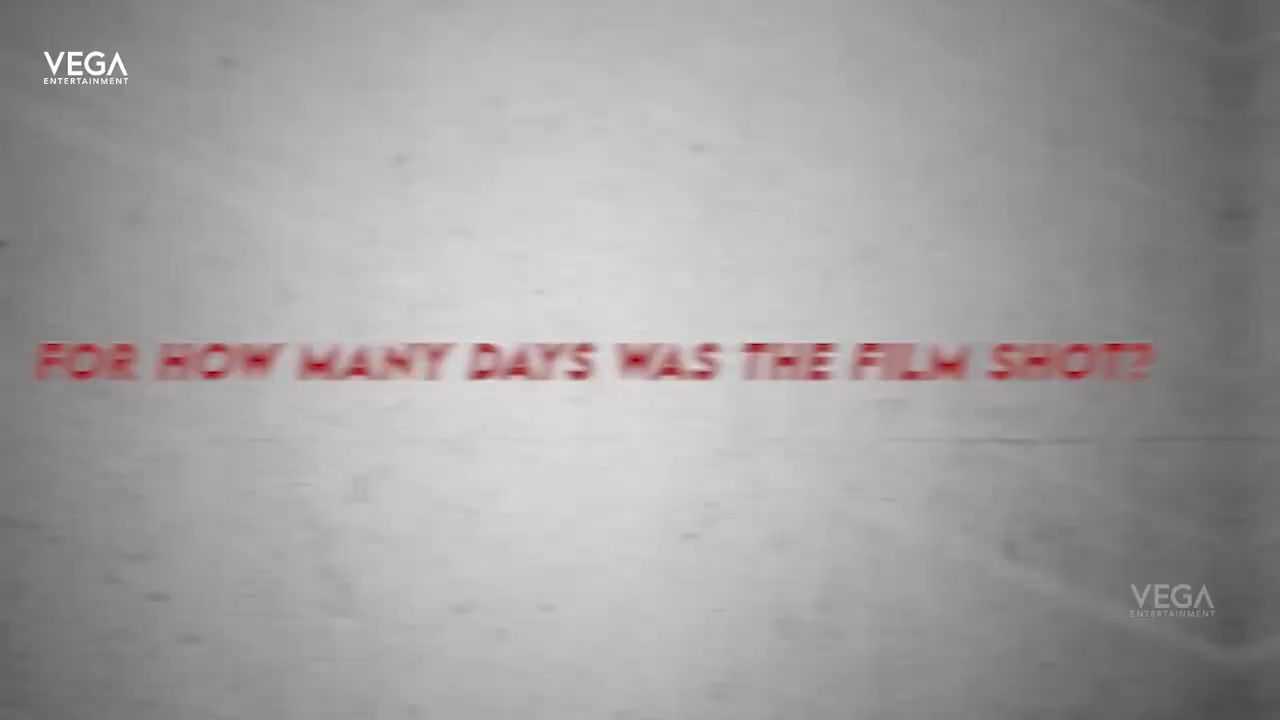 VEGA
ENTERTAINMENT
FOR HOW MANY DAYS WAS THE FILM SHOT?
VEGA
ENTERTAINMENT